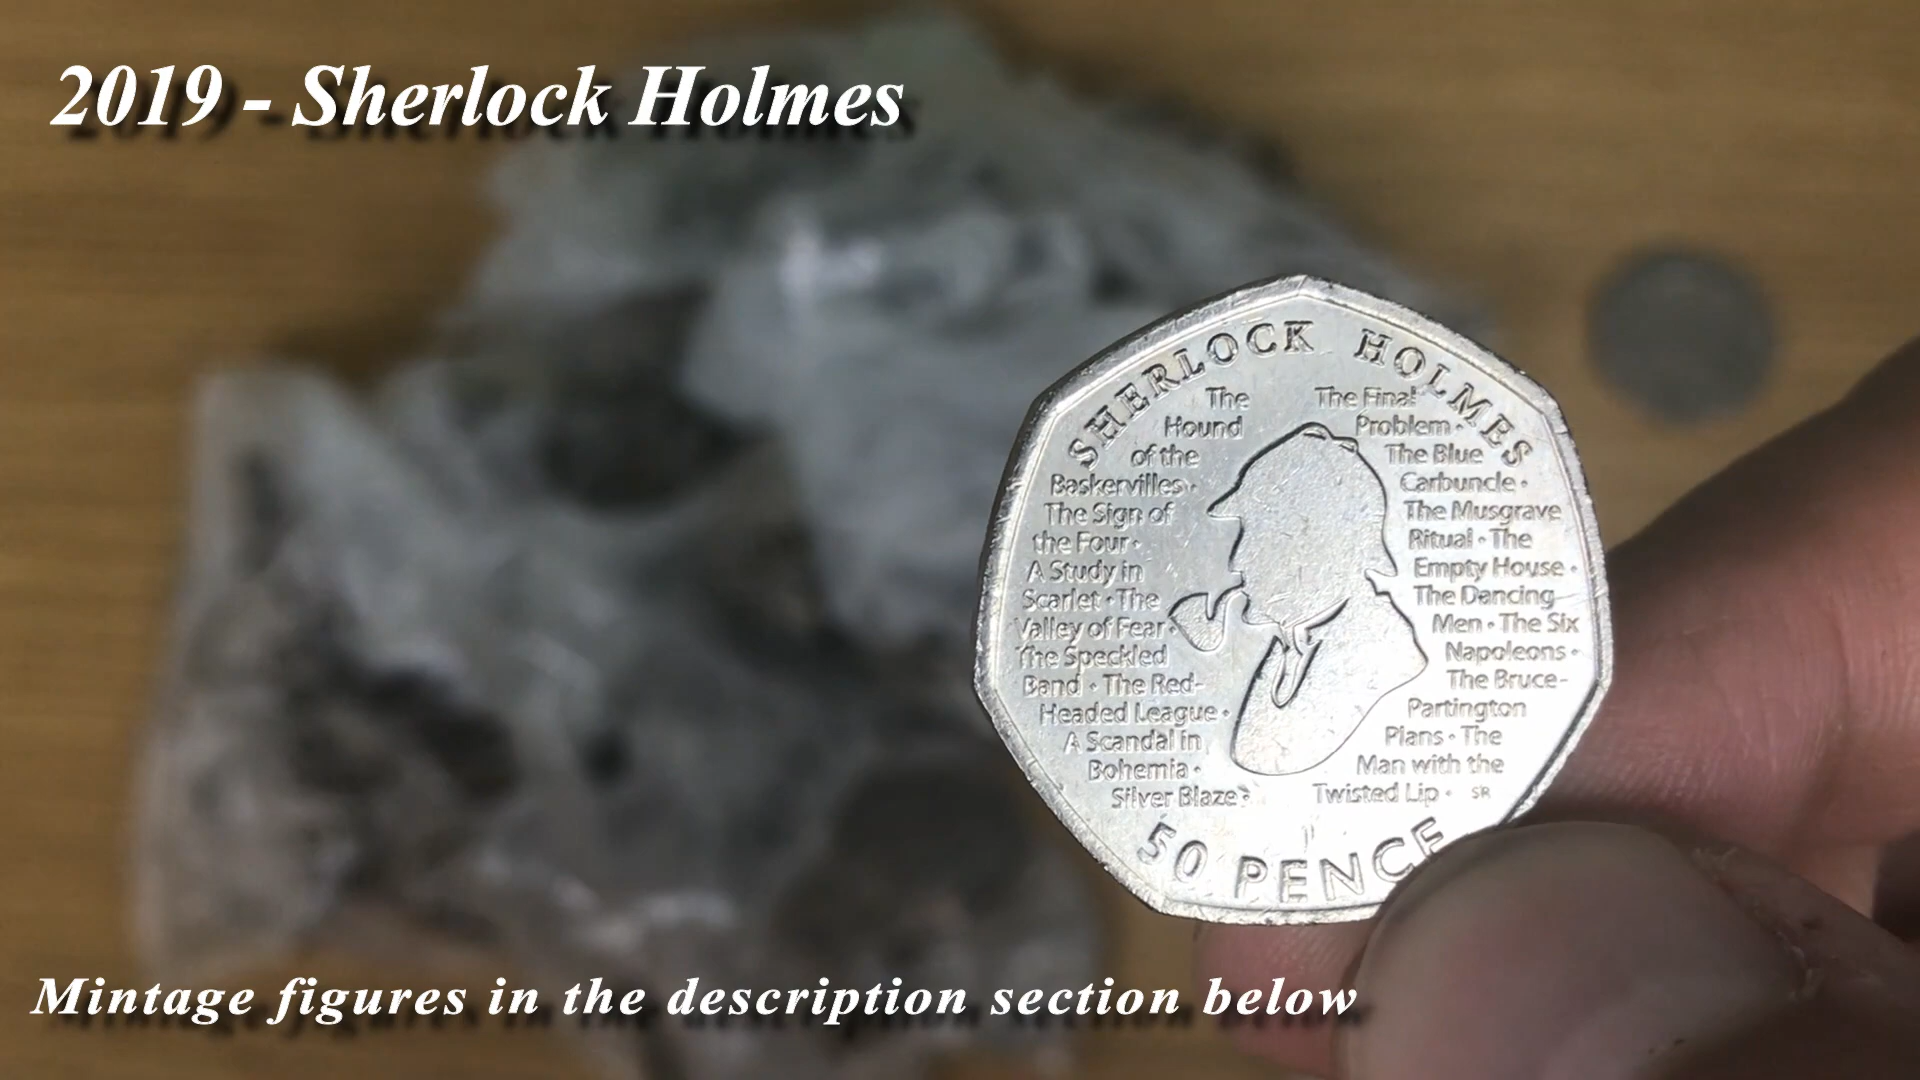 2019 - Sherlock Holmes
SHERLOCK HOLMES
The
Hound
of the
Baskervilles •
The Sign of
the Four •
A Study in
Scarlet • The
Valley of Fear •
The Speckled
Band • The Red-
Headed League •
A Scandal in
Bohemia •
Silver Blaze •
The Final
Problem •
The Blue
Carbuncle •
The Musgrave
Ritual • The
Empty House •
The Dancing
Men • The Six
Napoleons •
The Bruce-
Partington
Plans • The
Man with the
Twisted Lip • SR
50 PENCE
Mintage figures in the description section below